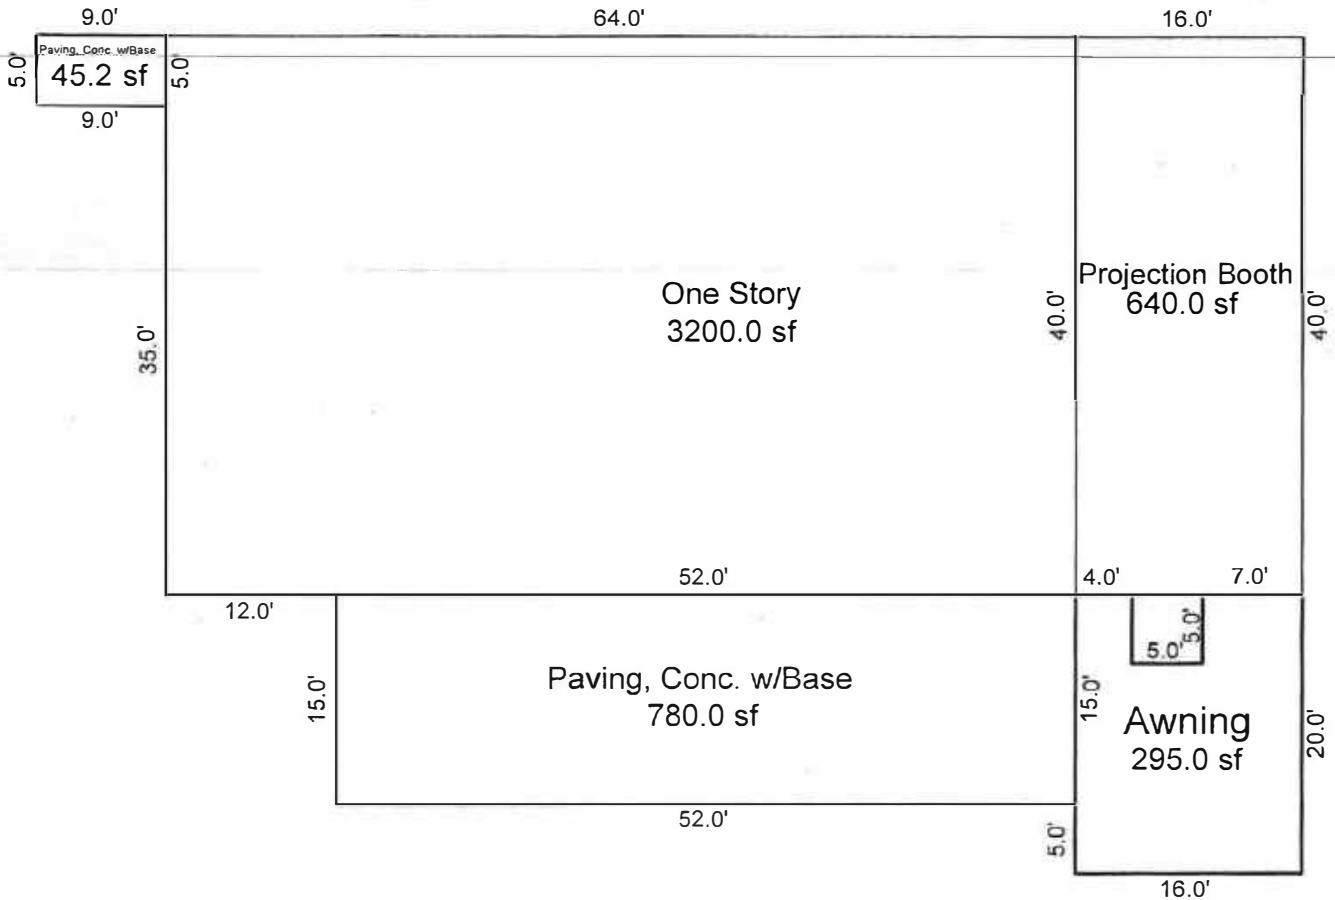 9.0'
64.0'
16.0'
5.0'
Paving, Conc. w/Base
45.2 sf
5.0'
9.0'
One Story
3200.0 sf
35.0'
40.0'
Projection Booth
640.0 sf
40.0'
52.0'
4.0'
7.0'
12.0'
5.0'
5.0'
15.0'
Paving, Conc. w/Base
780.0 sf
15.0'
Awning
295.0 sf
20.0'
52.0'
5.0'
16.0'